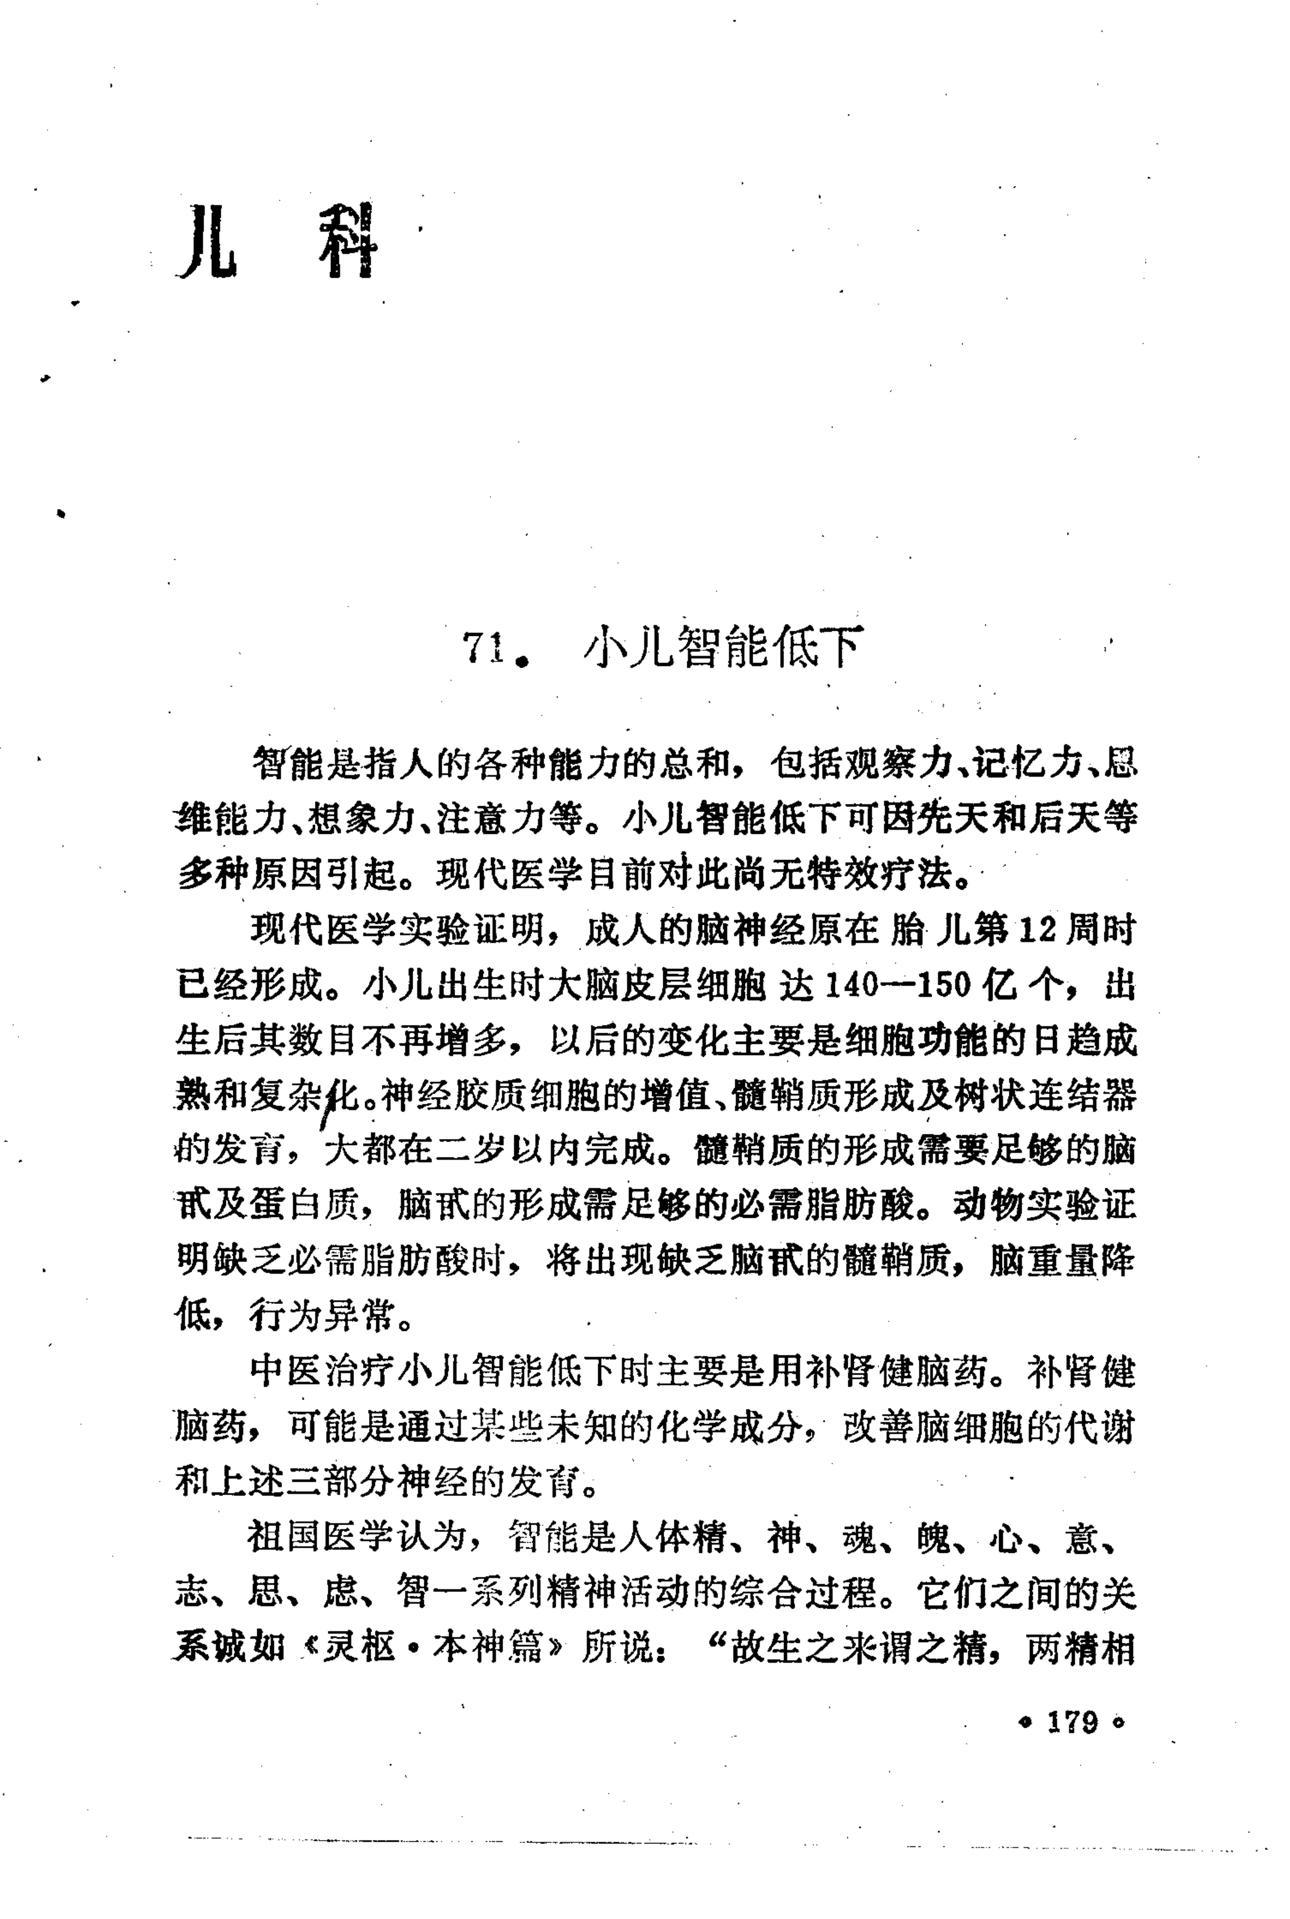 儿 科
71. 小儿智能低下
智能是指人的各种能力的总和，包括观察力、记忆力、思
维能力、想象力、注意力等。小儿智能低下可因先天和后天等
多种原因引起。现代医学目前对此尚无特效疗法。
现代医学实验证明，成人的脑神经原在胎儿第12周时
已经形成。小儿出生时大脑皮层细胞达140—150亿个，出
生后其数目不再增多，以后的变化主要是细胞功能的日趋成
熟和复杂化。神经胶质细胞的增值、髓鞘质形成及树状连结器
的发育，大都在二岁以内完成。髓鞘质的形成需要足够的脑
甙及蛋白质，脑甙的形成需足够的必需脂肪酸。动物实验证
明缺乏必需脂肪酸时，将出现缺乏脑甙的髓鞘质，脑重量降
低，行为异常。
中医治疗小儿智能低下时主要是用补肾健脑药。补肾健
脑药，可能是通过某些未知的化学成分，改善脑细胞的代谢
和上述三部分神经的发育。
祖国医学认为，智能是人体精、神、魂、魄、心、意、
志、思、虑、智一系列精神活动的综合过程。它们之间的关
系诚如《灵枢·本神篇》所说：“故生之来谓之精，两精相
• 179 •